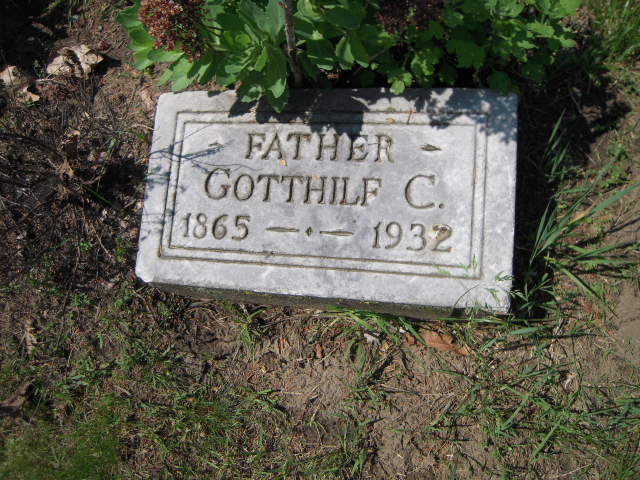 FATHER
GOTTHILF C.
1865 — 1932